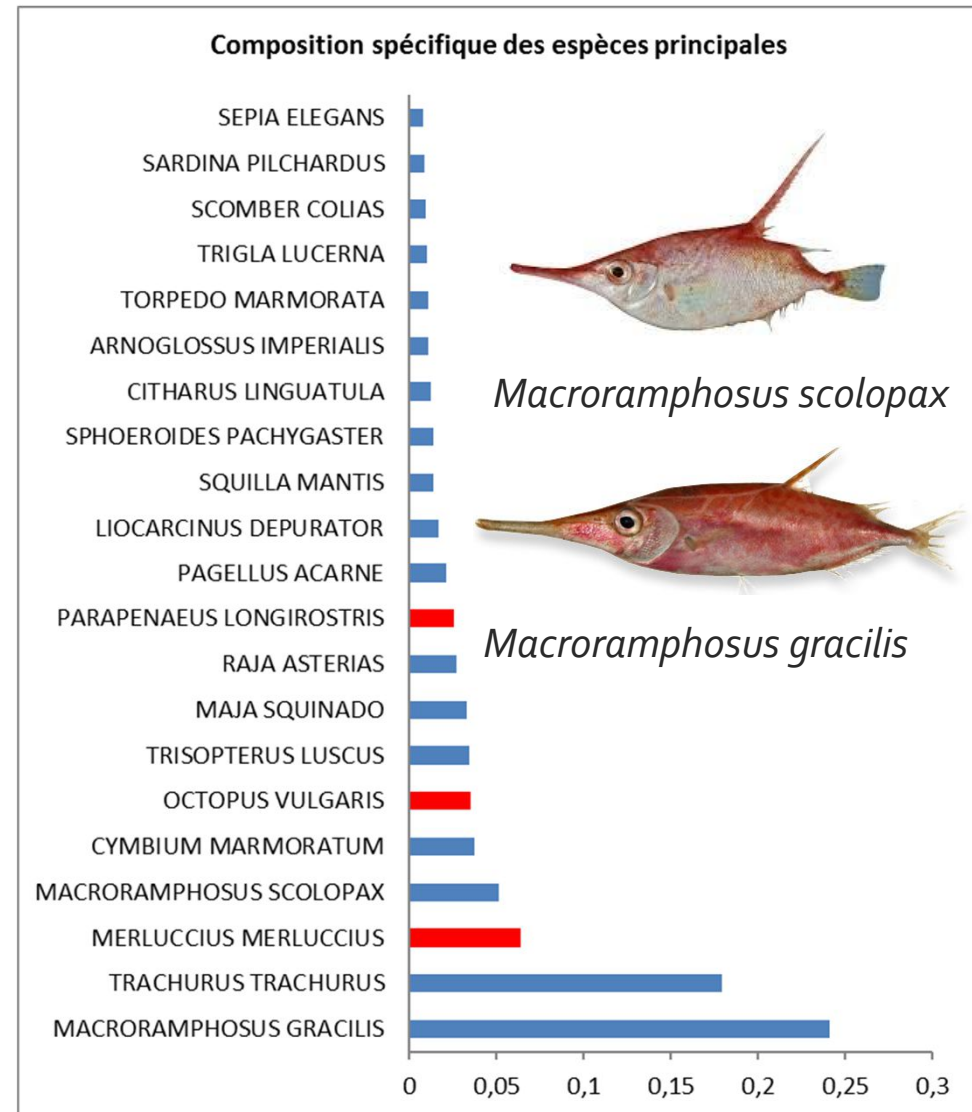 Composition spécifique des espèces principales
SEPIA ELEGANS
SARDINA PILCHARDUS
SCOMBER COLIAS
TRIGLA LUCERNA
TORPEDO MARMORATA
ARNOGLOSSUS IMPERIALIS
CITHARUS LINGUATULA
SPHOEROIDES PACHYGASTER
SQUILLA MANTIS
LIOCARCINUS DEPURATOR
PAGELLUS ACARNE
PARAPENAEUS LONGIROSTRIS
RAJA ASTERIAS
MAJA SQUINADO
TRISOPTERUS LUSCUS
OCTOPUS VULGARIS
CYMBIUM MARMORATUM
MACRORAMPHOSUS SCOLOPAX
MERLUCCIUS MERLUCCIUS
TRACHURUS TRACHURUS
MACRORAMPHOSUS GRACILIS
0 0,05 0,1 0,15 0,2 0,25 0,3
Macroramphosus scolopax
Macroramphosus gracilis